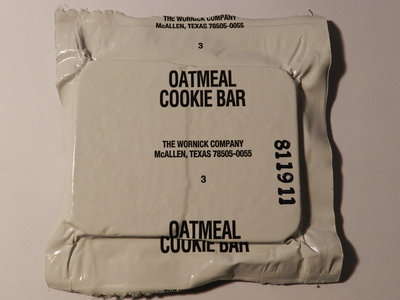 THE WORNICK COMPANY
McALLEN, TEXAS 78505-0055
3
OATMEAL
COOKIE BAR
THE WORNICK COMPANY
McALLEN, TEXAS 78505-0055
3
811911
OATMEAL
COOKIE BAR